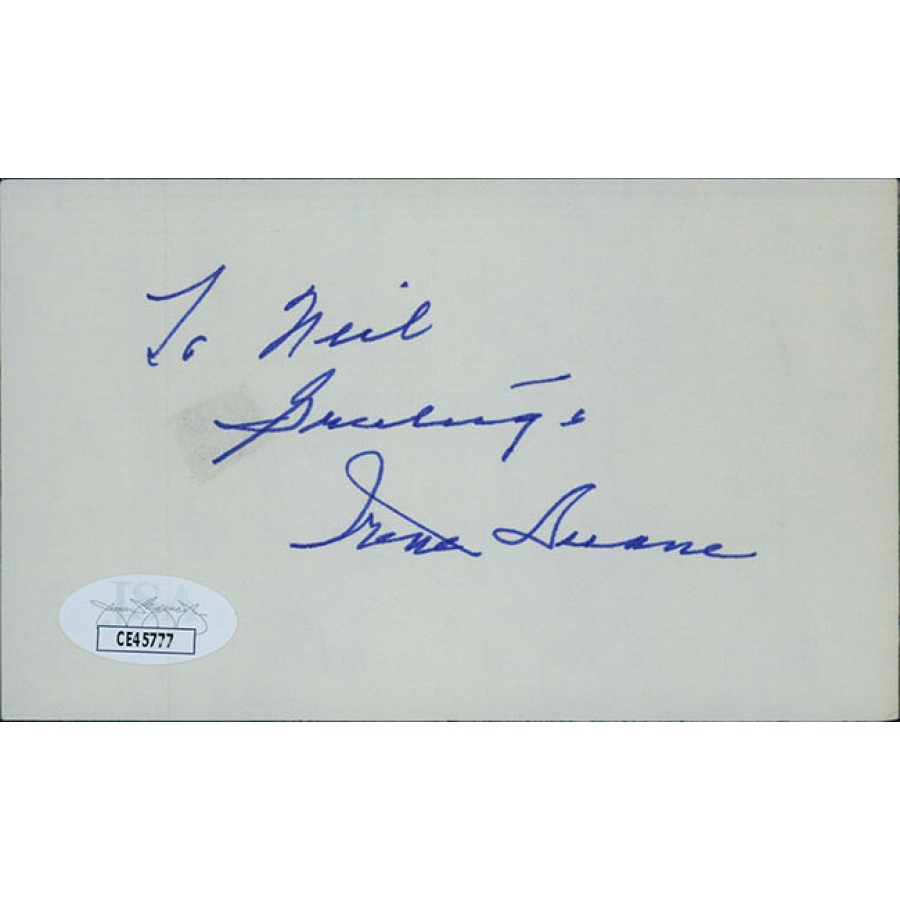 To Neil
Greetings
Irene Dunne
JSA
CE45777